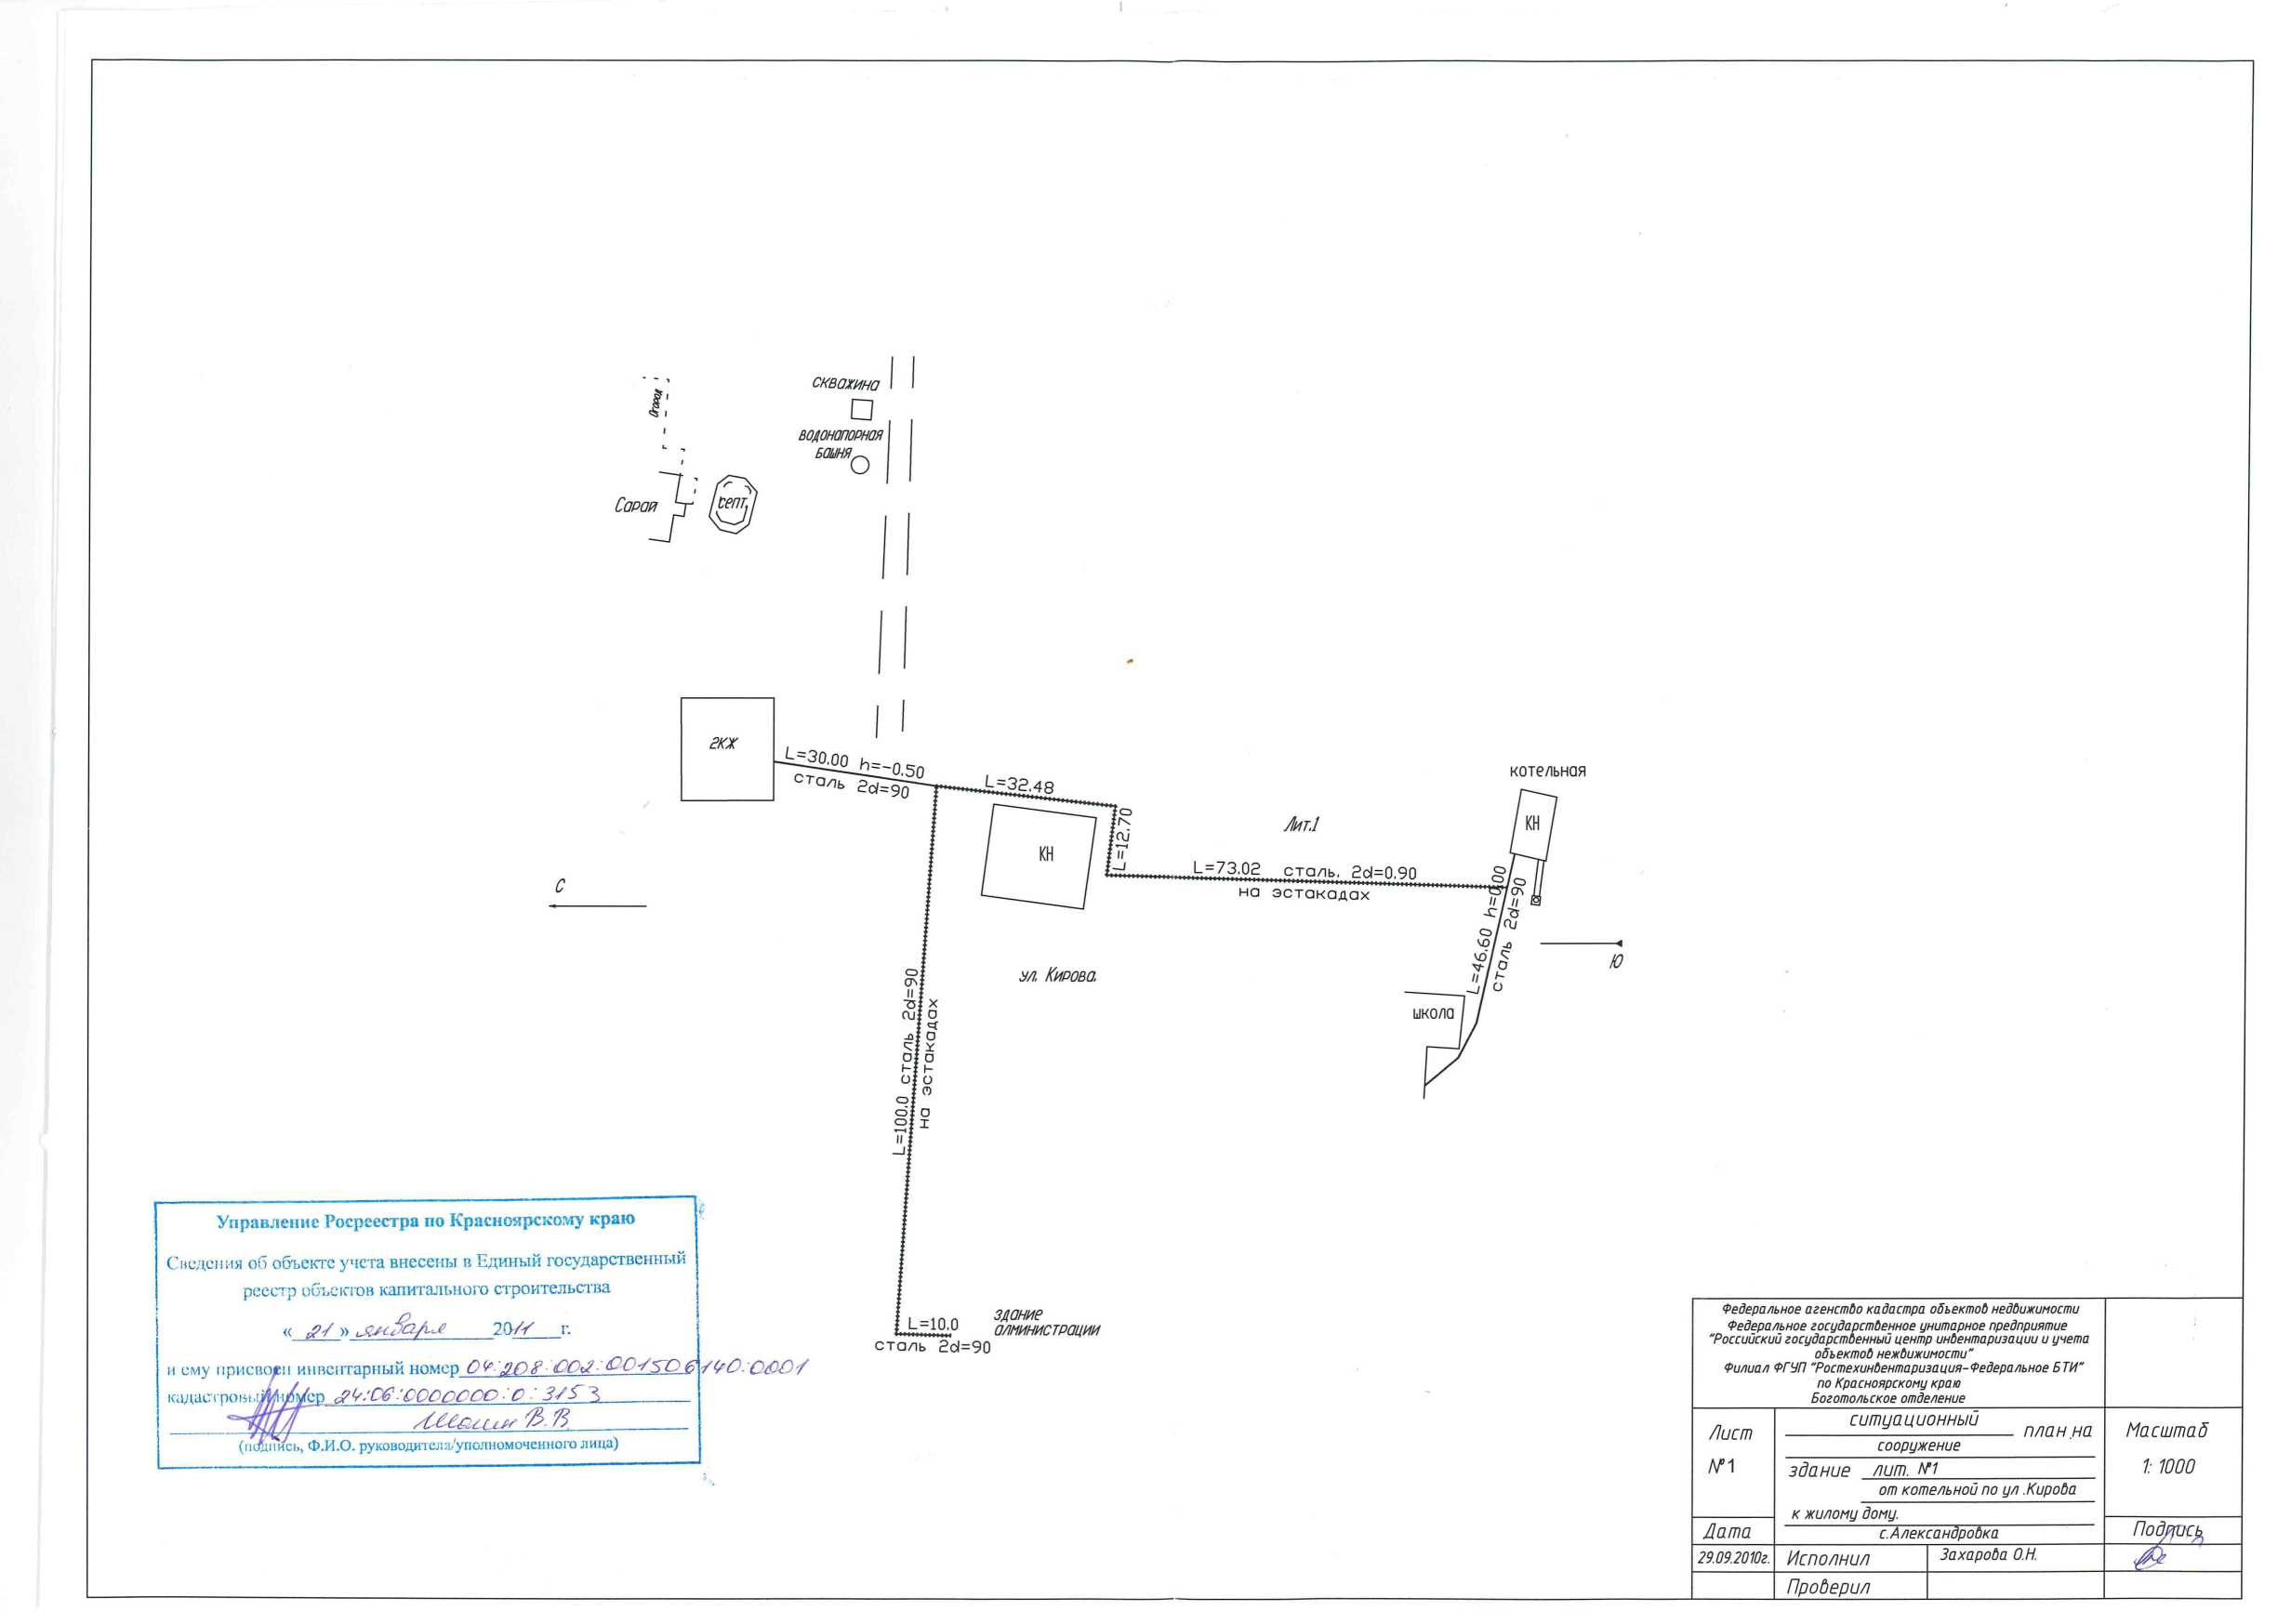 скважина
Огород
водонапорная
башня
Сарай
септ.
2КЖ
L=30.00 h=-0.50
сталь 2d=90
L=32.48
L=12.70
КН
Лит.1
котельная
КН
L=73.02 сталь. 2d=0.90
на эстакадах
L=46.60 h=0.00
сталь 2d=90
С
Ю
ул. Кирова.
школа
L=100.0 сталь 2d=90
на эстакадах
L=10.0
сталь 2d=90
здание
алминистрации
Управление Росреестра по Красноярскому краю
Сведения об объекте учета внесены в Единый государственный
реестр объектов капитального строительства
« 21 » января 2011 г.
и ему присвоен инвентарный номер 04:208:002:001506140:0001
кадастровый номер 24:06:0000000:0:3153
Шолин В.В.
(подпись, Ф.И.О. руководителя/уполномоченного лица)
Федеральное агенство кадастра объектов недвижимости
Федеральное государственное унитарное предприятие
"Российский государственный центр инвентаризации и учета
объектов нежвижимости"
Филиал ФГУП "Ростехинвентаризация-Федеральное БТИ"
по Красноярскому краю
Боготольское отделение
Лист
№1
ситуационный план на
сооружение
здание лит. №1
от котельной по ул .Кирова
к жилому дому.
с.Александровка
Масштаб
1: 1000
Дата
Подпись
29.09.2010г. Исполнил Захарова О.Н.
Проверил